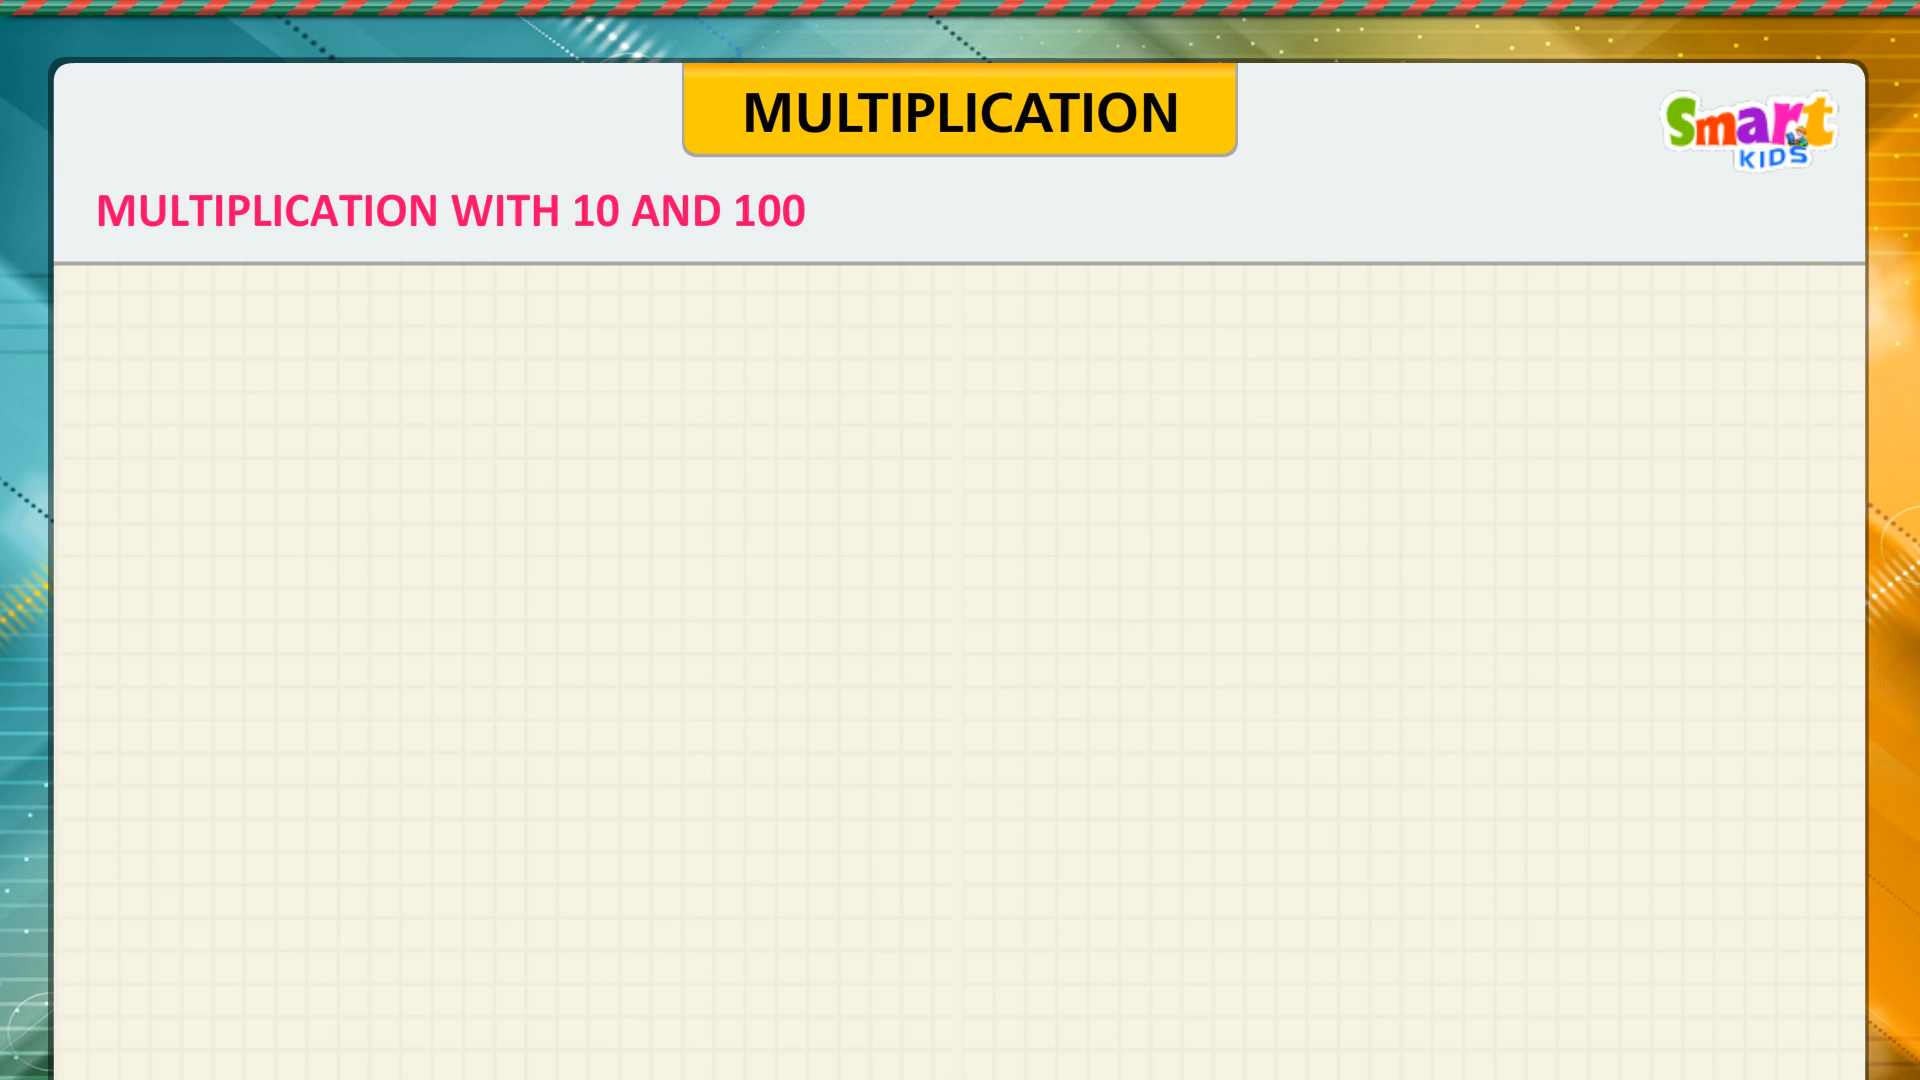 MULTIPLICATION
Smart
KIDS
MULTIPLICATION WITH 10 AND 100